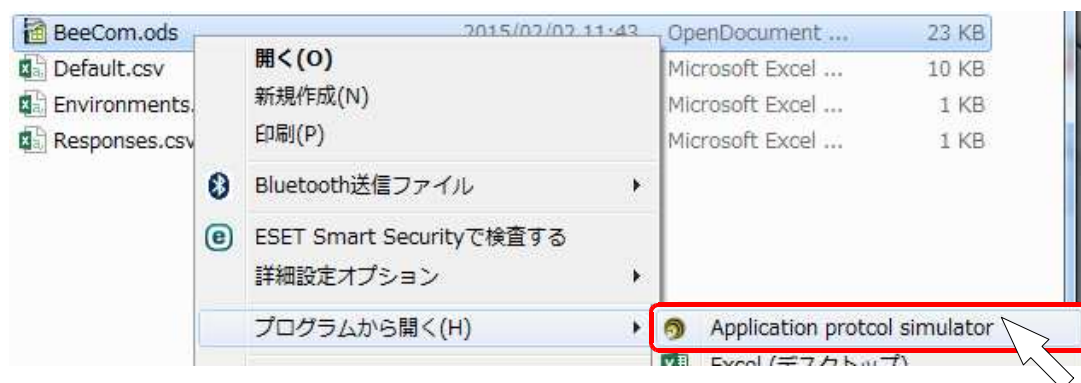 BeeCom.ods 2015/02/02 11:43 OpenDocument ... 23 KB
Default.csv Microsoft Excel ... 10 KB
Environments. Microsoft Excel ... 1 KB
Responses.csv Microsoft Excel ... 1 KB
開く(O)
新規作成(N)
印刷(P)
Bluetooth送信ファイル
ESET Smart Securityで検査する
詳細設定オプション
プログラムから開く(H)
Application protcol simulator
Excel (デスクトップ)